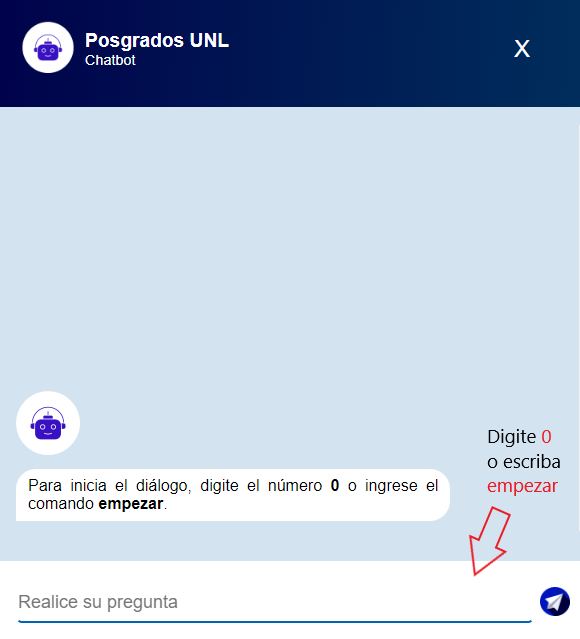 Posgrados UNL
Chatbot
X
Para inicia el diálogo, digite el número 0 o ingrese el
comando empezar.
Digite 0
o escriba
empezar
Realice su pregunta